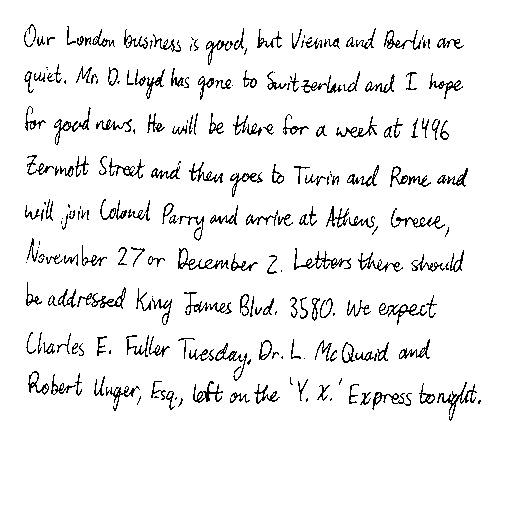 Our London business is good, but Vienna and Berlin are
quiet. Mr. D. Lloyd has gone to Switzerland and I hope
for good news. He will be there for a week at 1496
Zermott Street and then goes to Turin and Rome and
will join Colonel Parry and arrive at Athens, Greece,
November 27 or December 2. Letters there should
be addressed King James Blvd. 3580. We expect
Charles E. Fuller Tuesday. Dr. L. McQuaid and
Robert Unger, Esq., left on the 'Y. X.' Express tonight.